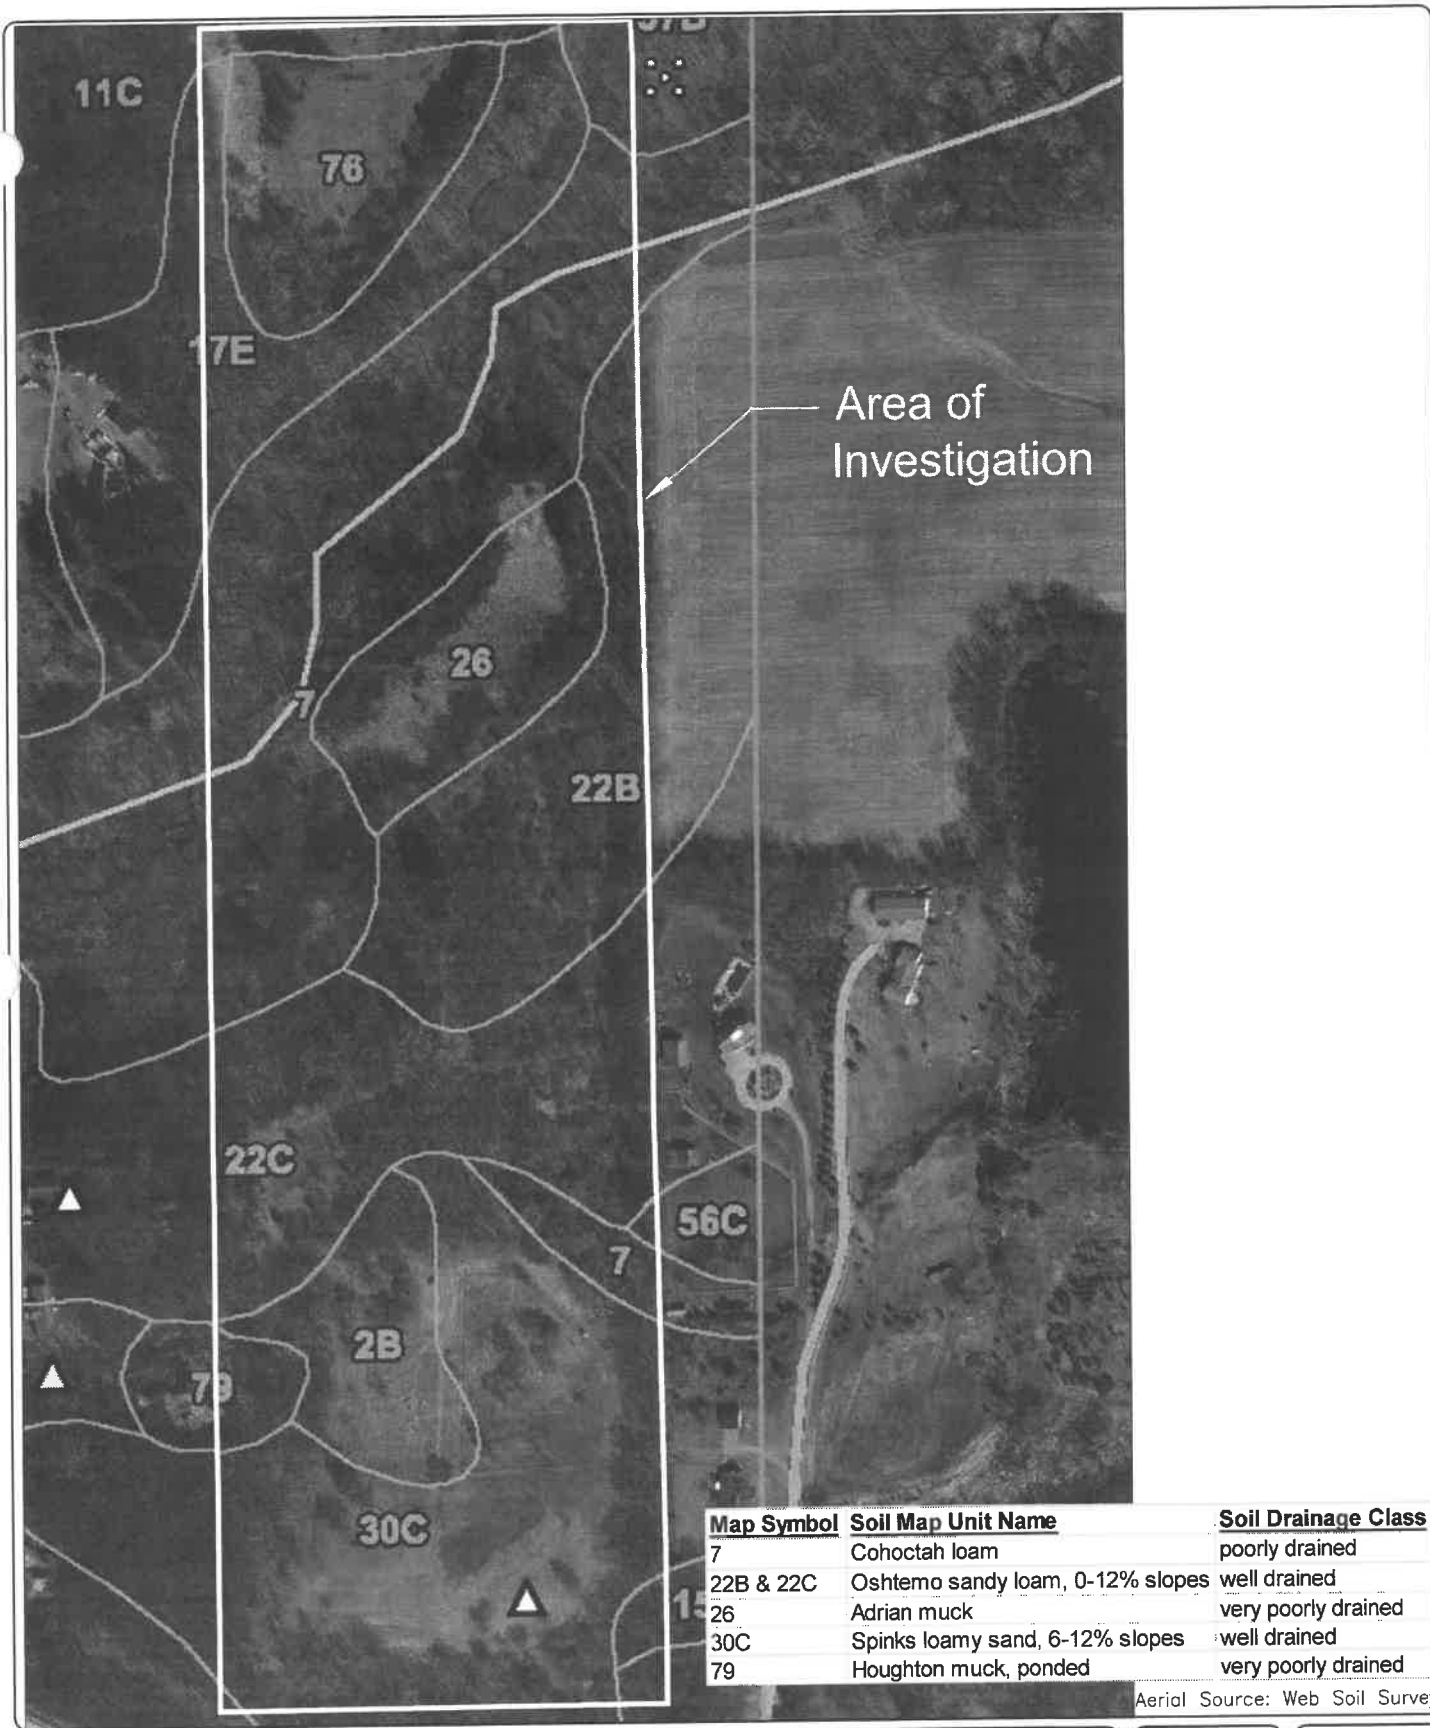 11C
76
17E
Area of
Investigation
26
7
22B
22C
56C
7
2B
79
30C
Map Symbol Soil Map Unit Name Soil Drainage Class
7 Cohoctah loam poorly drained
22B & 22C Oshtemo sandy loam, 0-12% slopes well drained
26 Adrian muck very poorly drained
30C Spinks loamy sand, 6-12% slopes well drained
79 Houghton muck, ponded very poorly drained
Aerial Source: Web Soil Surve